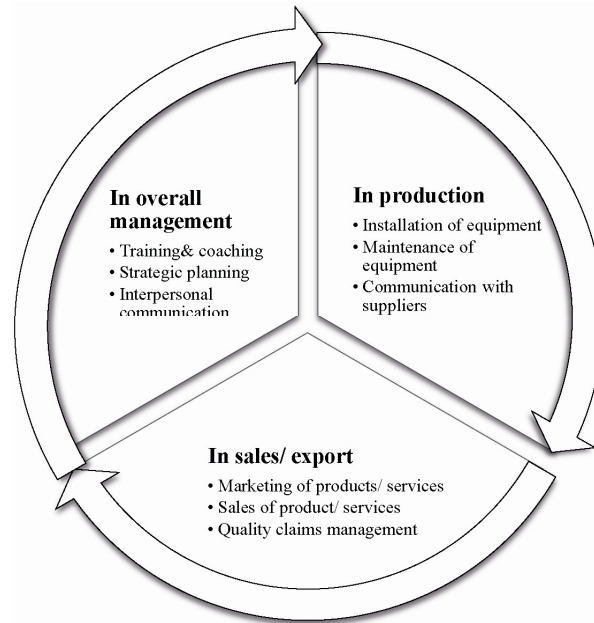 In overall
management
• Training& coaching
• Strategic planning
• Interpersonal
communication
In production
• Installation of equipment
• Maintenance of
equipment
• Communication with
suppliers
In sales/ export
• Marketing of products/ services
• Sales of product/ services
• Quality claims management